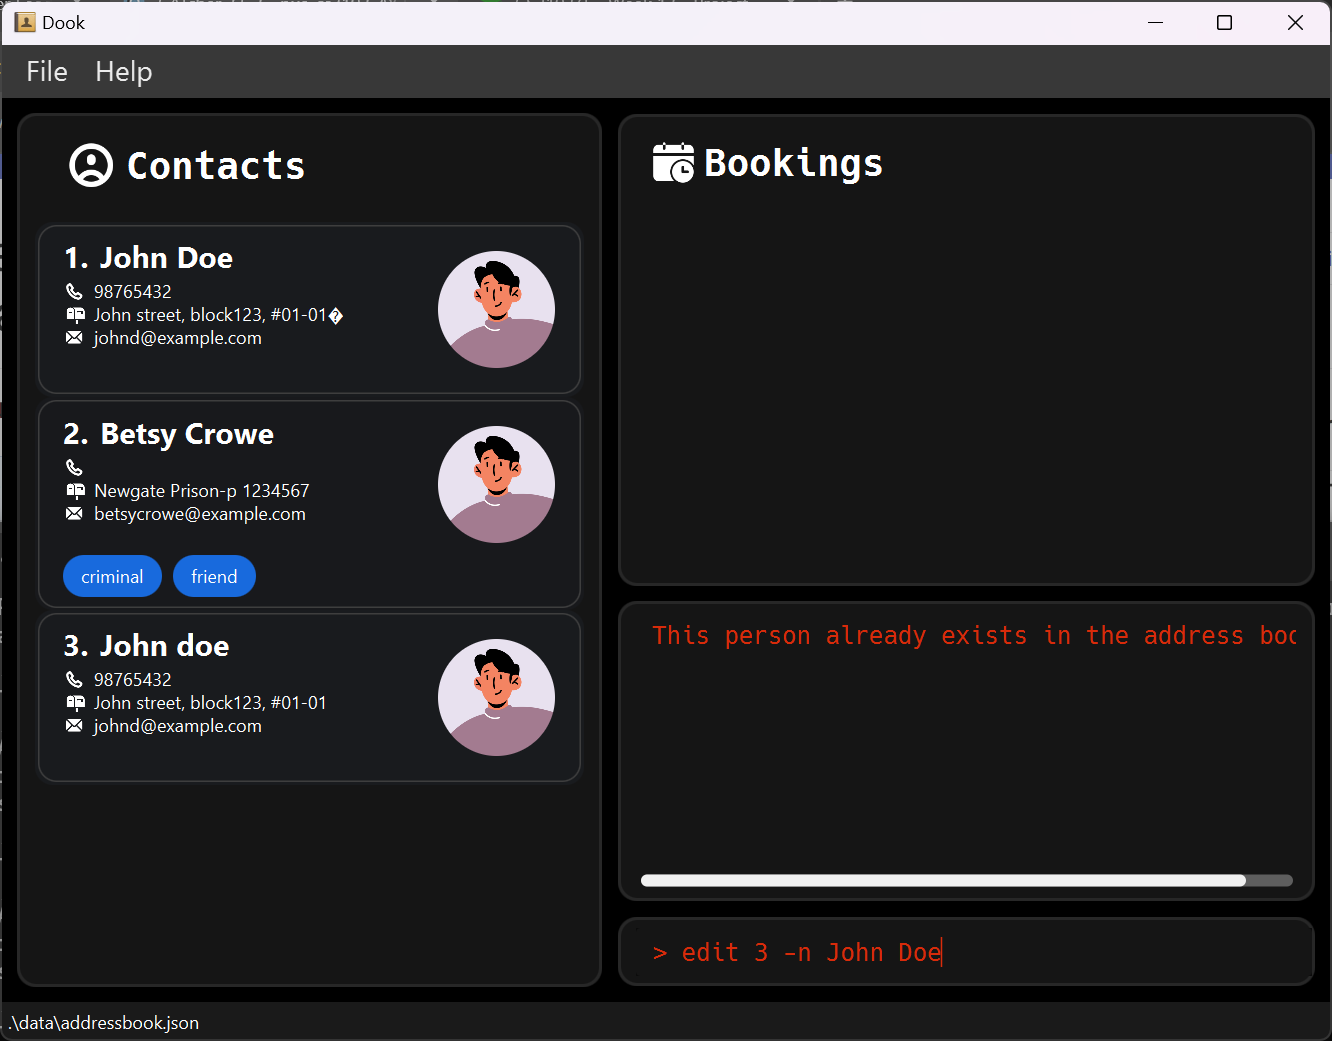 Dook
File Help
Contacts
1. John Doe
98765432
John street, block123, #01-01�
johnd@example.com
2. Betsy Crowe
Newgate Prison-p 1234567
betsycrowe@example.com
criminal friend
3. John doe
98765432
John street, block123, #01-01
johnd@example.com
Bookings
This person already exists in the address boo
> edit 3 -n John Doe
.\data\addressbook.json